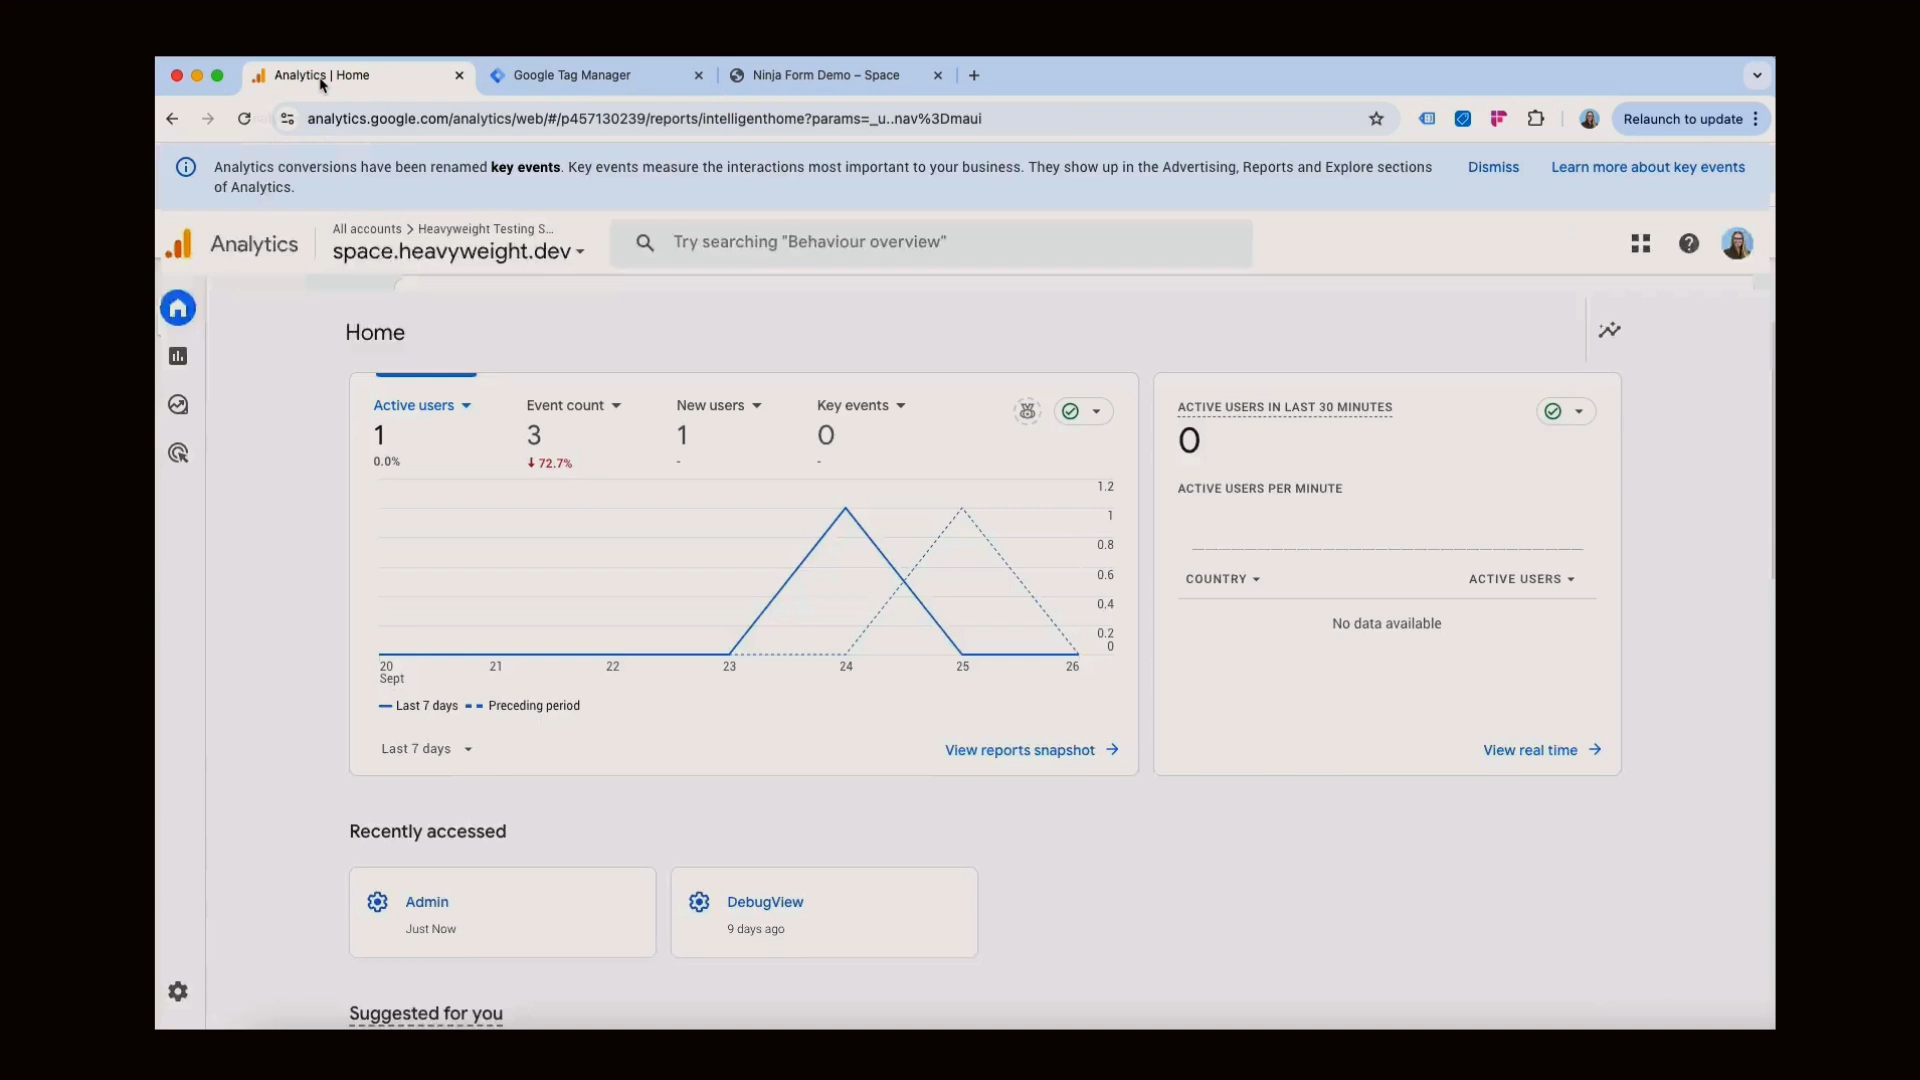 Analytics | Home
Google Tag Manager
Ninja Form Demo – Space
analytics.google.com/analytics/web/#/p457130239/reports/intelligenthome?params=_u..nav%3Dmaui
Relaunch to update
Analytics conversions have been renamed key events. Key events measure the interactions most important to your business. They show up in the Advertising, Reports and Explore sections
of Analytics.
Dismiss
Learn more about key events
Analytics
All accounts > Heavyweight Testing S...
space.heavyweight.dev
Try searching "Behaviour overview"
Home
Active users
Event count
New users
Key events
1
3
1
0
0.0%
72.7%
-
-
1.2
1
0.8
0.6
0.4
0.2
0
20
Sept
21
22
23
24
25
26
Last 7 days
Preceding period
Last 7 days
View reports snapshot
ACTIVE USERS IN LAST 30 MINUTES
0
ACTIVE USERS PER MINUTE
COUNTRY
ACTIVE USERS
No data available
View real time
Recently accessed
Admin
Just Now
DebugView
9 days ago
Suggested for you